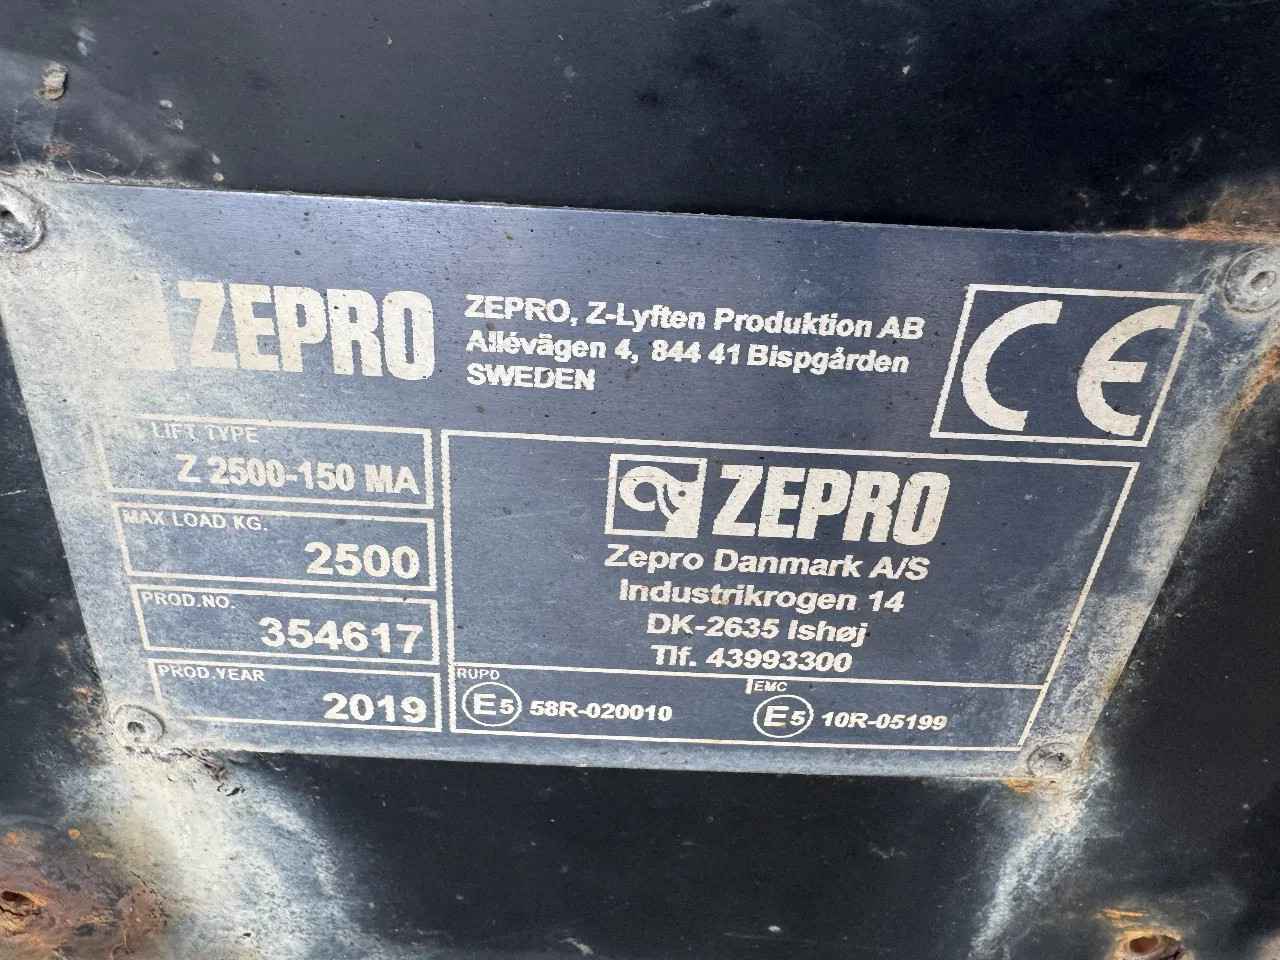 ZEPRO
ZEPRO, Z-Lyften Produktion AB
Allévägen 4, 844 41 Bispgården
SWEDEN
CE
LIFT TYPE
Z 2500-150 MA
MAX LOAD KG.
2500
PROD.NO.
354617
PROD.YEAR
2019
ZEPRO
Zepro Danmark A/S
Industrikrogen 14
DK-2635 Ishøj
Tlf. 43993300
RUPD
E5 58R-020010
EMC
E5 10R-05199